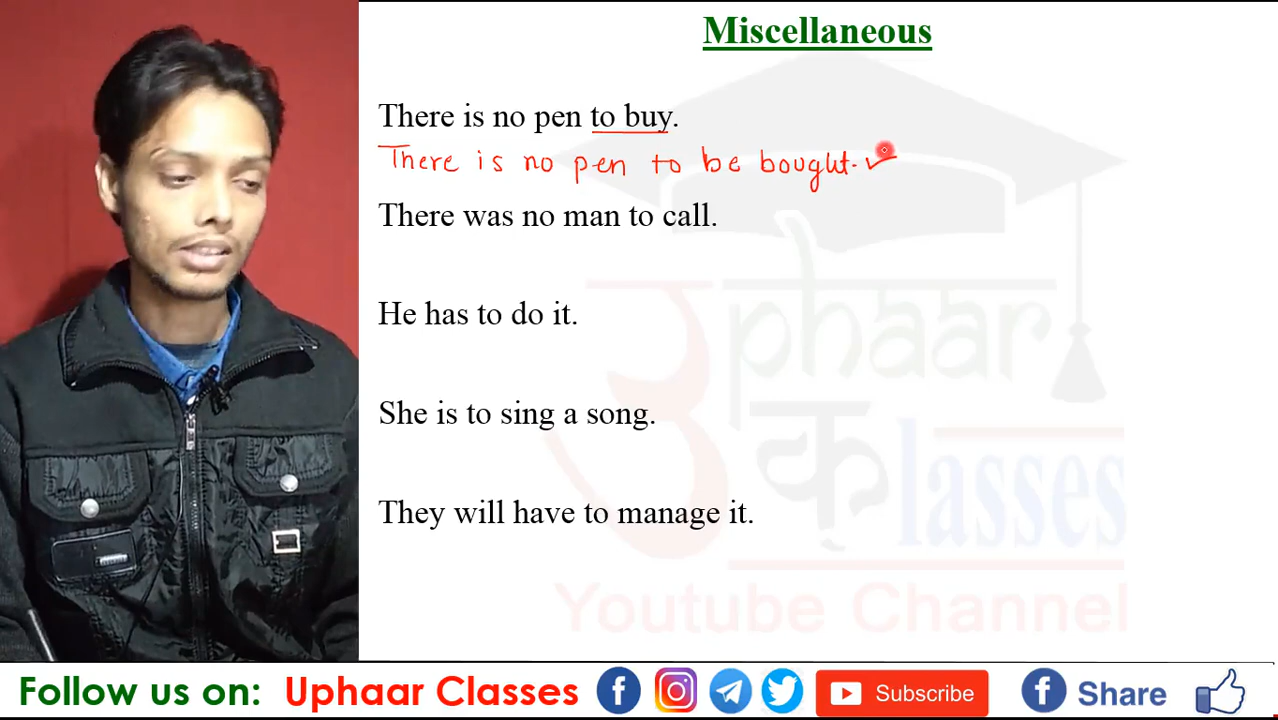 Miscellaneous
There is no pen to buy.
There is no pen to be bought.
There was no man to call.
He has to do it.
She is to sing a song.
They will have to manage it.
उphaar
कlasses
Youtube Channel
Follow us on: Uphaar Classes Subscribe Share